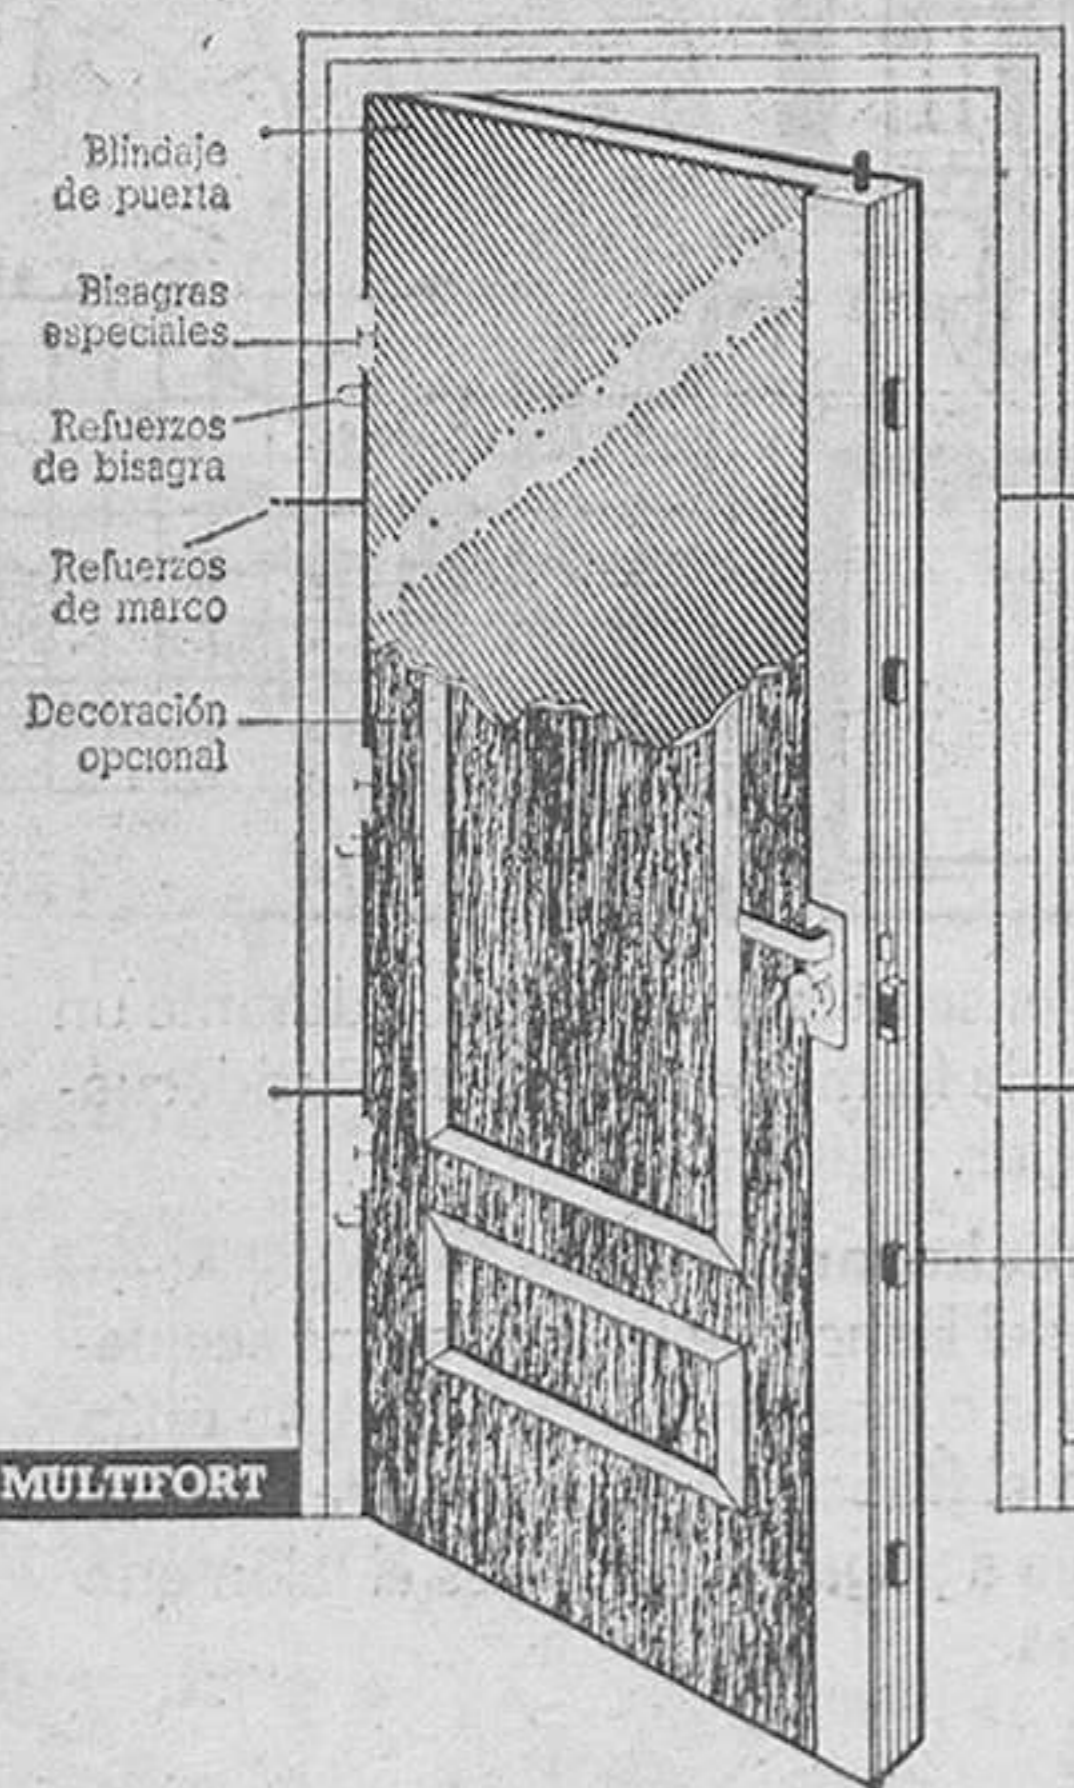 Blindaje
de puerta
Bisagras
especiales
Refuerzos
de bisagra
Refuerzos
de marco
Decoración
opcional
MULTIFORT